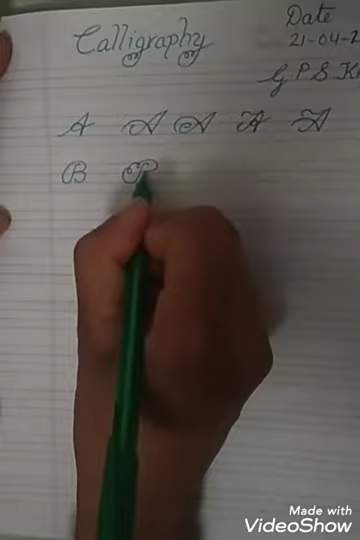 Calligraphy
Date
21-04-2
G P S K
A A A A A
B
Made with
VideoShow